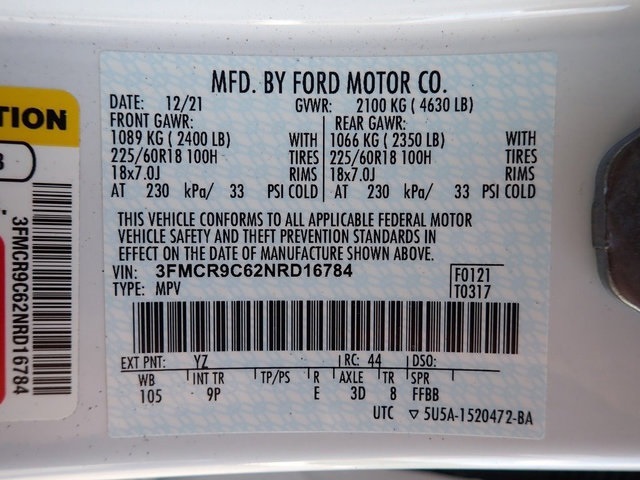 MFD. BY FORD MOTOR CO.
DATE: 12/21 GVWR: 2100 KG ( 4630 LB)
FRONT GAWR: REAR GAWR:
1089 KG ( 2400 LB) WITH 1066 KG ( 2350 LB) WITH
225/60R18 100H TIRES 225/60R18 100H TIRES
18x7.0J RIMS 18x7.0J RIMS
AT 230 kPa/ 33 PSI COLD AT 230 kPa/ 33 PSI COLD
THIS VEHICLE CONFORMS TO ALL APPLICABLE FEDERAL MOTOR
VEHICLE SAFETY AND THEFT PREVENTION STANDARDS IN
EFFECT ON THE DATE OF MANUFACTURE SHOWN ABOVE.
VIN: 3FMCR9C62NRD16784 F0121
TYPE: MPV T0317
EXT PNT: YZ RC: 44 DSO:
WB INT TR TP/PS R AXLE TR SPR
105 9P E 3D 8 FFBB
UTC ▽ 5U5A-1520472-BA
TION
3FMCR9C62NRD16784